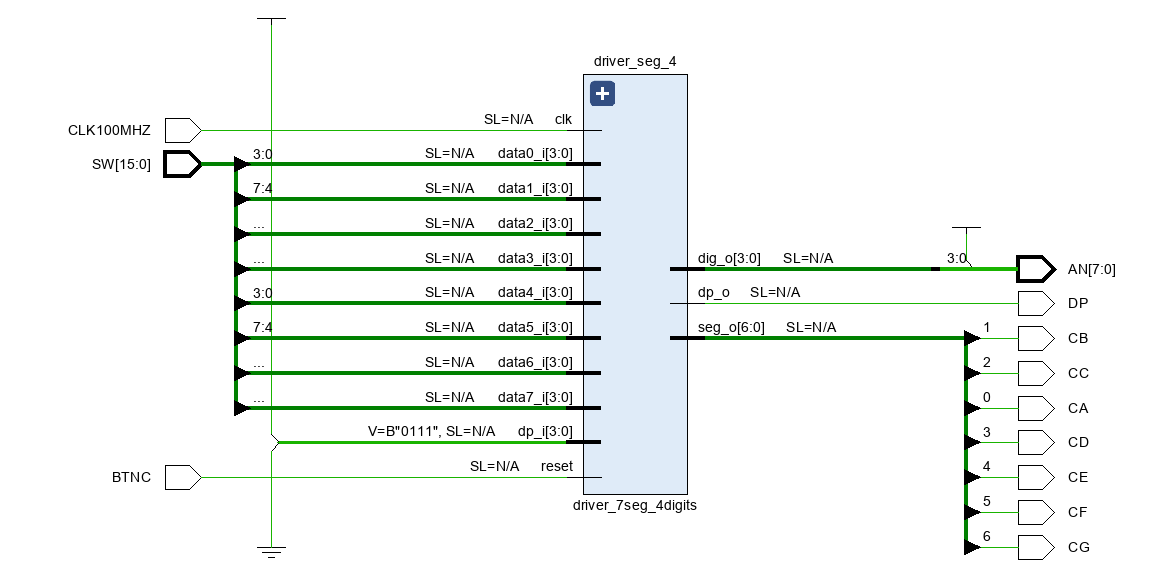 driver_seg_4
CLK100MHZ SL=N/A clk
SW[15:0] 3:0 SL=N/A data0_i[3:0]
7:4 SL=N/A data1_i[3:0]
... SL=N/A data2_i[3:0]
... SL=N/A data3_i[3:0] dig_o[3:0] SL=N/A 3:0 AN[7:0]
3:0 SL=N/A data4_i[3:0] dp_o SL=N/A DP
7:4 SL=N/A data5_i[3:0] seg_o[6:0] SL=N/A 1 CB
... SL=N/A data6_i[3:0] 2 CC
... SL=N/A data7_i[3:0] 0 CA
V=B"0111", SL=N/A dp_i[3:0] 3 CD
BTNC SL=N/A reset 4 CE
driver_7seg_4digits 5 CF
6 CG